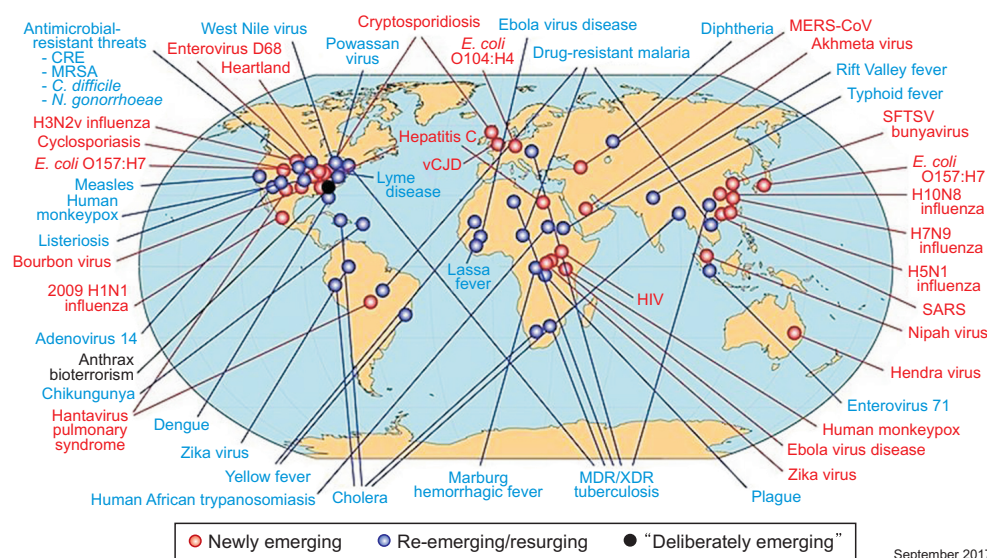 Antimicrobial-
resistant threats
- CRE
- MRSA
- C. difficile
- N. gonorrhoeae
West Nile virus
Enterovirus D68
Heartland
Cryptosporidiosis
Powassan
virus
E. coli
O104:H4
Ebola virus disease
Drug-resistant malaria
Diphtheria
MERS-CoV
Akhmeta virus
Rift Valley fever
Typhoid fever
SFTSV
bunyavirus
E. coli
O157:H7
H10N8
influenza
H7N9
influenza
H5N1
influenza
SARS
Nipah virus
Hendra virus
Enterovirus 71
Human monkeypox
Ebola virus disease
Zika virus
Plague
H3N2v influenza
Cyclosporiasis
E. coli O157:H7
Measles
Human
monkeypox
Listeriosis
Bourbon virus
2009 H1N1
influenza
Adenovirus 14
Anthrax
bioterrorism
Chikungunya
Hantavirus
pulmonary
syndrome
Dengue
Zika virus
Yellow fever
Human African trypanosomiasis
Cholera
Marburg
hemorrhagic fever
MDR/XDR
tuberculosis
Hepatitis C
vCJD
Lyme
disease
Lassa
fever
HIV
Newly emerging
Re-emerging/resurging
“Deliberately emerging”
September